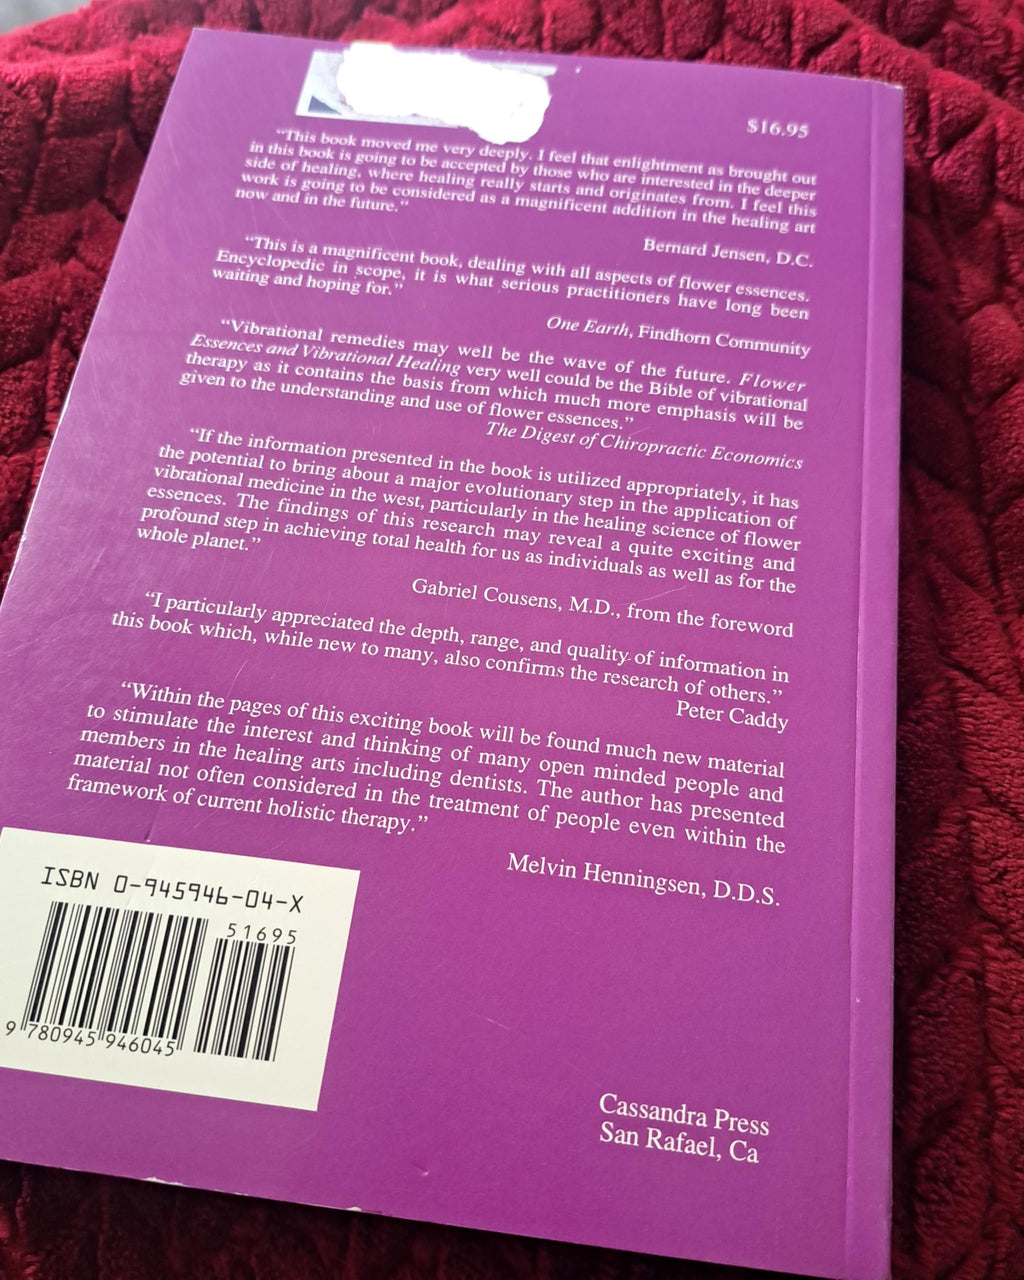 $16.95
“This book moved me very deeply. I feel that enlightment as brought out
in this book is going to be accepted by those who are interested in the deeper
side of healing, where healing really starts and originates from. I feel this
work is going to be considered as a magnificent addition in the healing art
now and in the future.”
Bernard Jensen, D.C.
“This is a magnificent book, dealing with all aspects of flower essences.
Encyclopedic in scope, it is what serious practitioners have long been
waiting and hoping for.”
One Earth, Findhorn Community
“Vibrational remedies may well be the wave of the future. Flower
Essences and Vibrational Healing very well could be the Bible of vibrational
therapy as it contains the basis from which much more emphasis will be
given to the understanding and use of flower essences.”
The Digest of Chiropractic Economics
“If the information presented in the book is utilized appropriately, it has
the potential to bring about a major evolutionary step in the application of
vibrational medicine in the west, particularly in the healing science of flower
essences. The findings of this research may reveal a quite exciting and
profound step in achieving total health for us as individuals as well as for the
whole planet.”
Gabriel Cousens, M.D., from the foreword
“I particularly appreciated the depth, range, and quality of information in
this book which, while new to many, also confirms the research of others.”
Peter Caddy
“Within the pages of this exciting book will be found much new material
to stimulate the interest and thinking of many open minded people and
members in the healing arts including dentists. The author has presented
material not often considered in the treatment of people even within the
framework of current holistic therapy.”
Melvin Henningsen, D.D.S.
ISBN 0-945946-04-X
51695
9 780945 946045
Cassandra Press
San Rafael, Ca